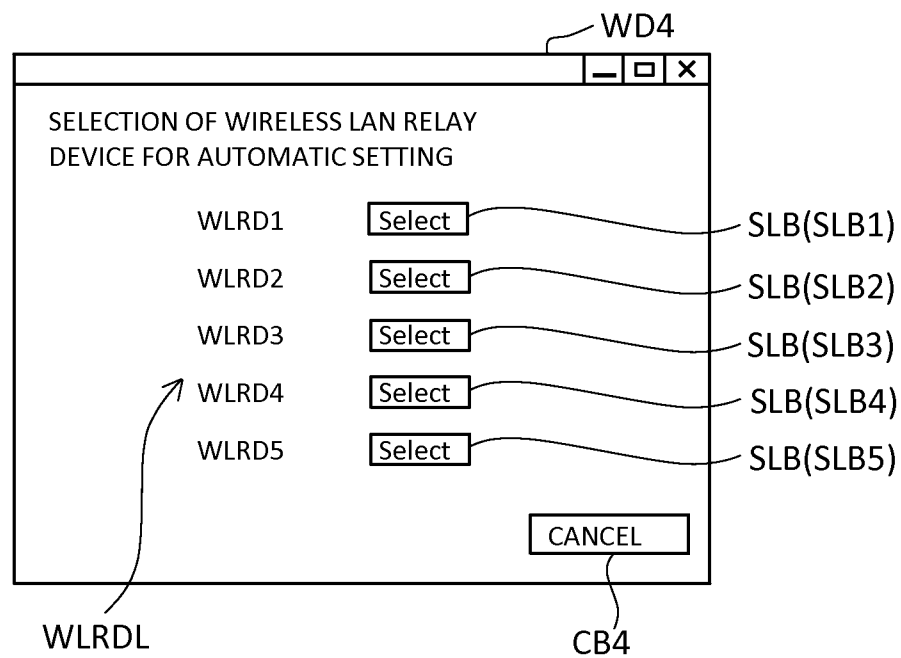 WD4
SELECTION OF WIRELESS LAN RELAY
DEVICE FOR AUTOMATIC SETTING
WLRD1 Select SLB(SLB1)
WLRD2 Select SLB(SLB2)
WLRD3 Select SLB(SLB3)
WLRD4 Select SLB(SLB4)
WLRD5 Select SLB(SLB5)
CANCEL
WLRDL CB4